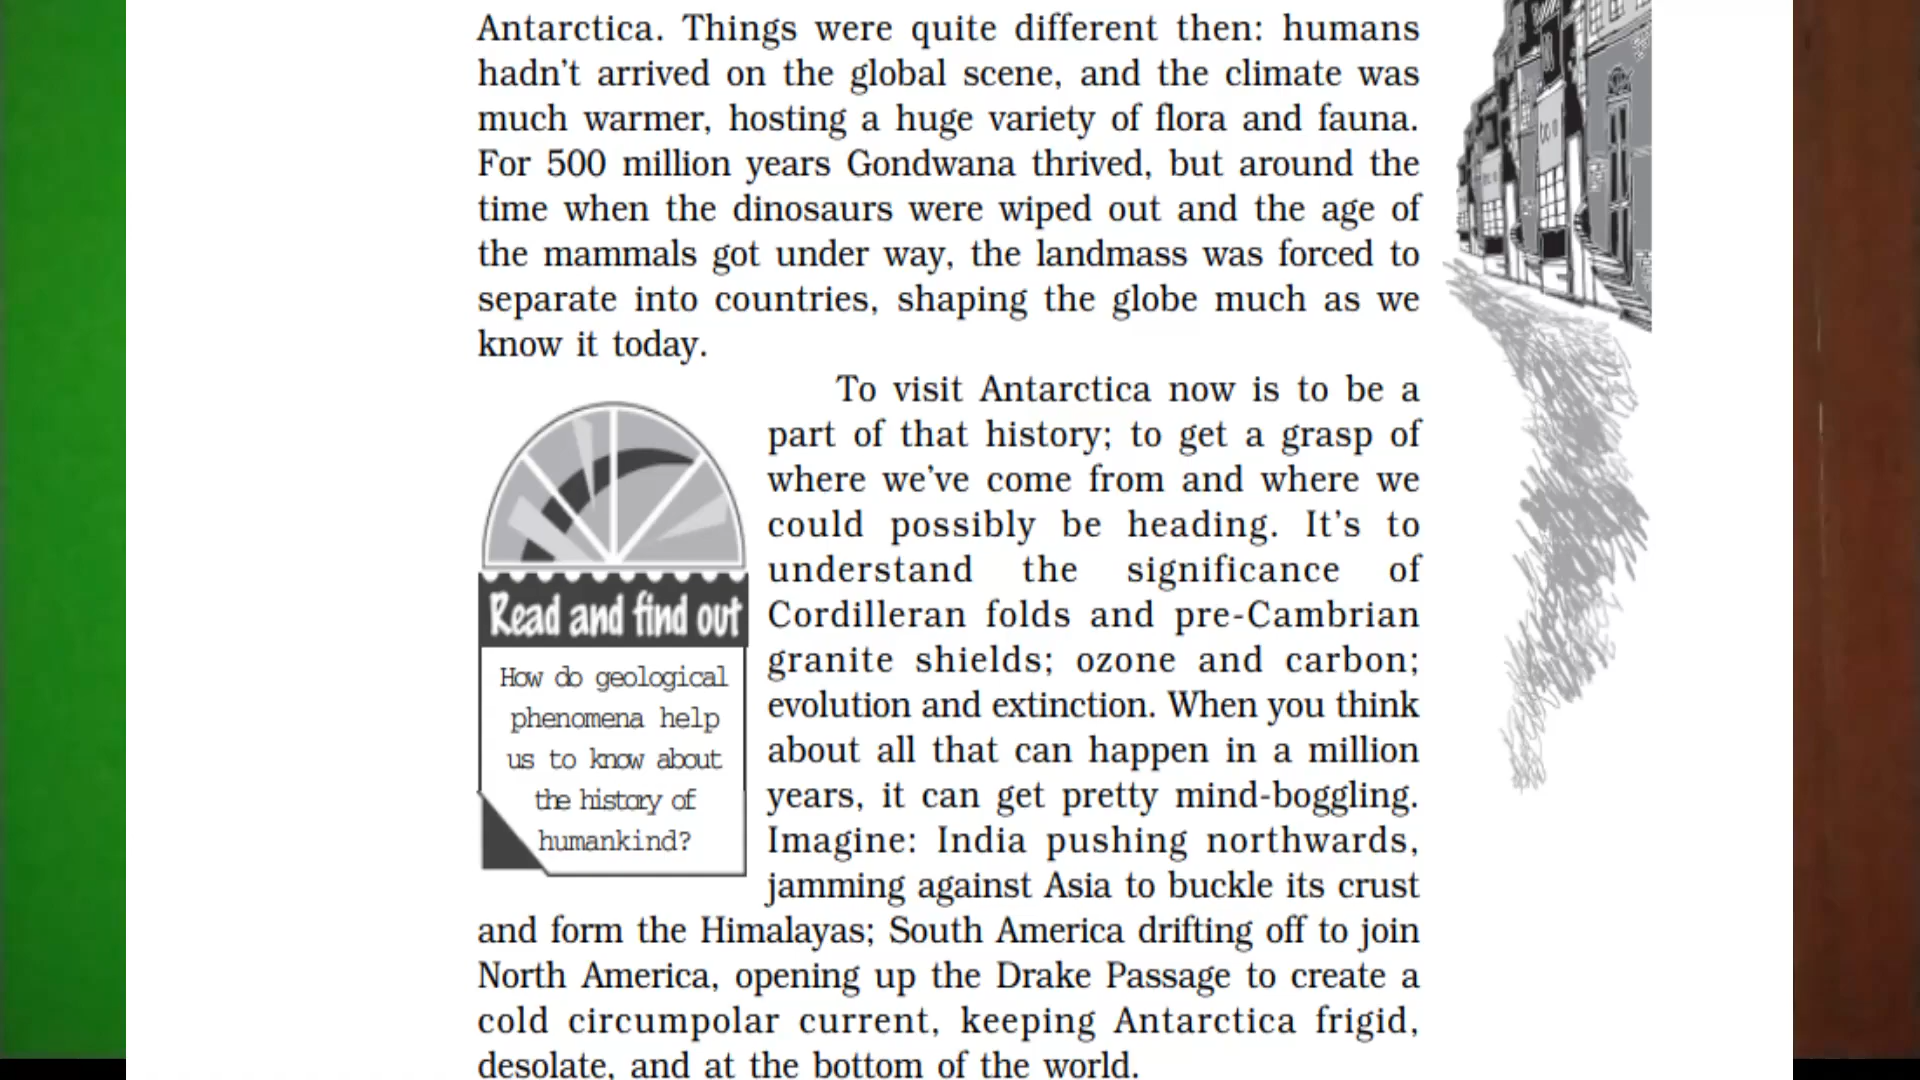 Antarctica. Things were quite different then: humans
hadn't arrived on the global scene, and the climate was
much warmer, hosting a huge variety of flora and fauna.
For 500 million years Gondwana thrived, but around the
time when the dinosaurs were wiped out and the age of
the mammals got under way, the landmass was forced to
separate into countries, shaping the globe much as we
know it today.
To visit Antarctica now is to be a
part of that history; to get a grasp of
where we've come from and where we
could possibly be heading. It's to
understand the significance of
Cordilleran folds and pre-Cambrian
granite shields; ozone and carbon;
evolution and extinction. When you think
about all that can happen in a million
years, it can get pretty mind-boggling.
Imagine: India pushing northwards,
jamming against Asia to buckle its crust
and form the Himalayas; South America drifting off to join
North America, opening up the Drake Passage to create a
cold circumpolar current, keeping Antarctica frigid,
desolate, and at the bottom of the world.
Read and find out
How do geological
phenomena help
us to know about
the history of
humankind?